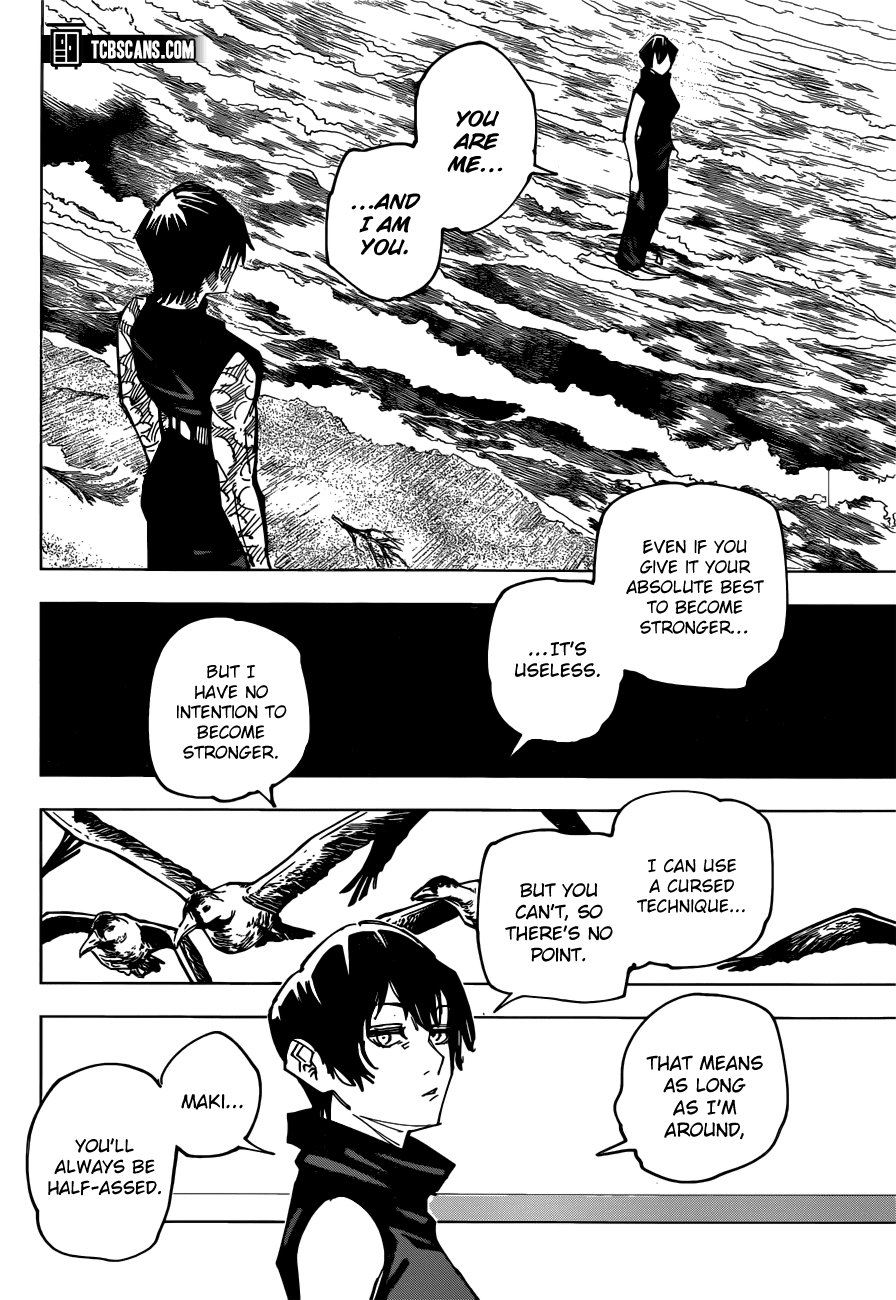 TCBSCANS.COM
YOU
ARE
ME...
...AND
I AM
YOU.
EVEN IF YOU
GIVE IT YOUR
ABSOLUTE BEST
TO BECOME
STRONGER...
...IT'S
USELESS.
BUT I
HAVE NO
INTENTION TO
BECOME
STRONGER.
I CAN USE
A CURSED
TECHNIQUE...
BUT YOU
CAN'T, SO
THERE'S NO
POINT.
THAT MEANS
AS LONG
AS I'M
AROUND,
MAKI...
YOU'LL
ALWAYS BE
HALF-ASSED.